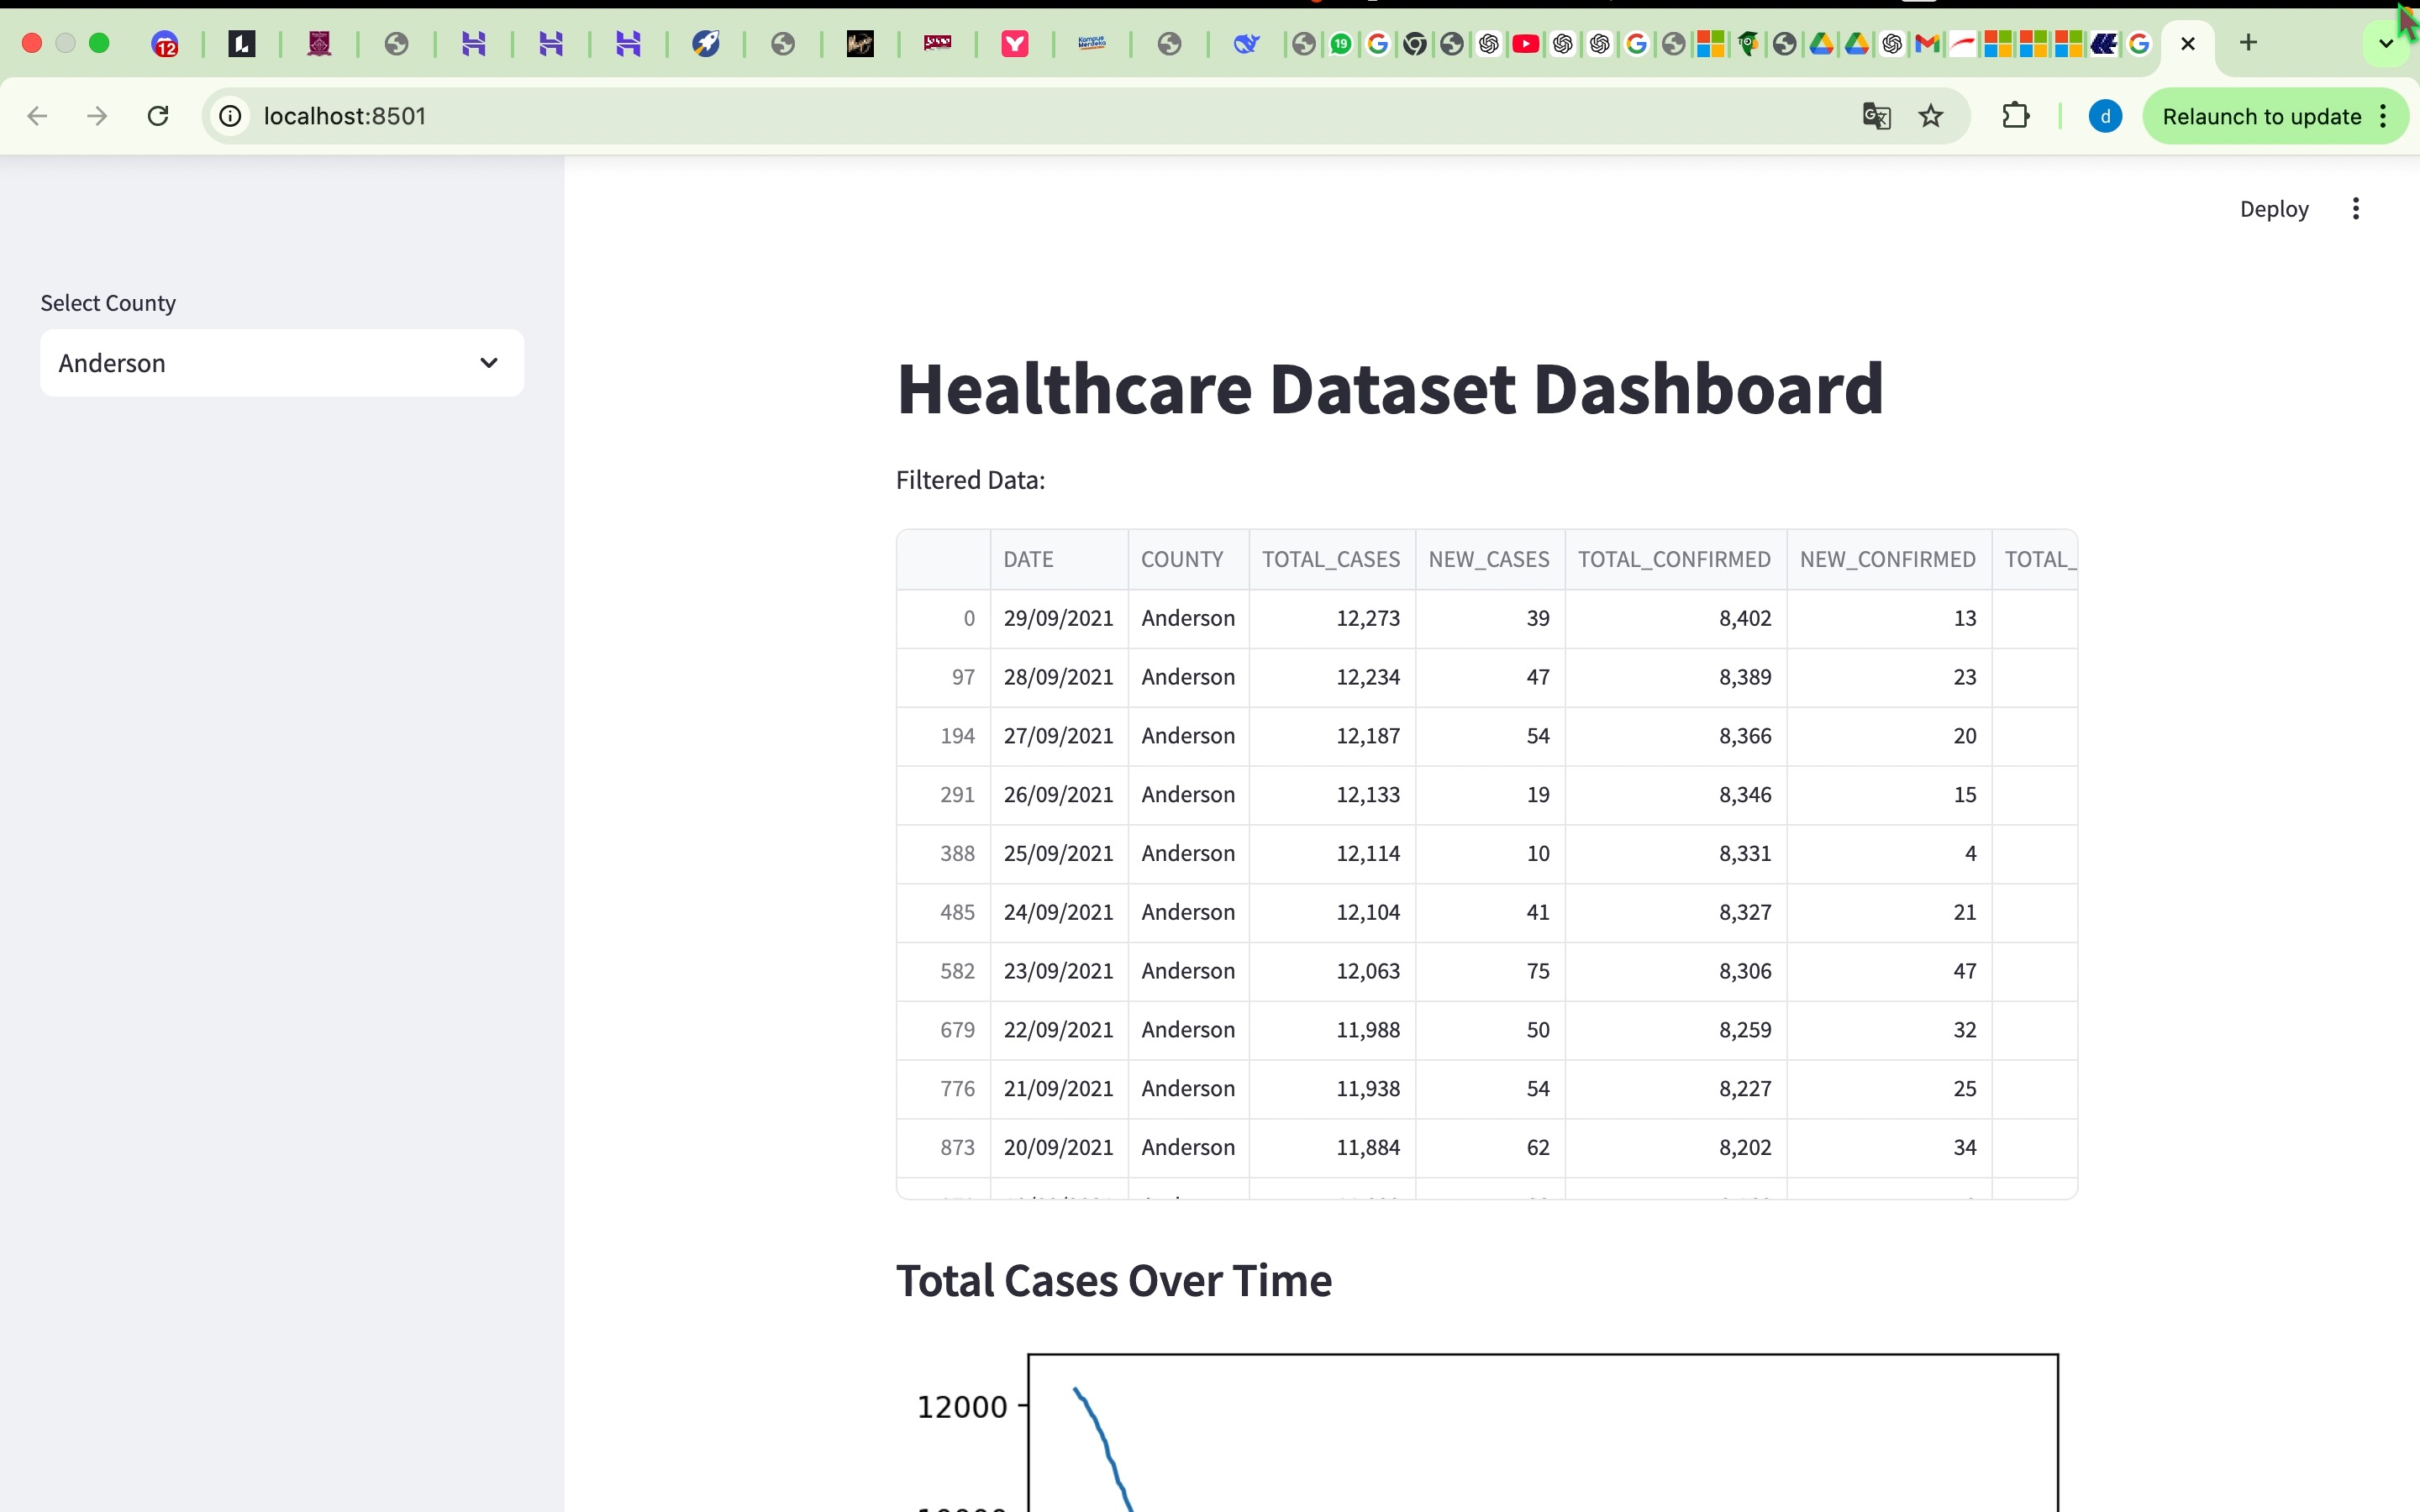 12
19
localhost:8501
d
Relaunch to update
Deploy
Select County
Anderson
Healthcare Dataset Dashboard
Filtered Data:
DATE COUNTY TOTAL_CASES NEW_CASES TOTAL_CONFIRMED NEW_CONFIRMED TOTAL_
0 29/09/2021 Anderson 12,273 39 8,402 13
97 28/09/2021 Anderson 12,234 47 8,389 23
194 27/09/2021 Anderson 12,187 54 8,366 20
291 26/09/2021 Anderson 12,133 19 8,346 15
388 25/09/2021 Anderson 12,114 10 8,331 4
485 24/09/2021 Anderson 12,104 41 8,327 21
582 23/09/2021 Anderson 12,063 75 8,306 47
679 22/09/2021 Anderson 11,988 50 8,259 32
776 21/09/2021 Anderson 11,938 54 8,227 25
873 20/09/2021 Anderson 11,884 62 8,202 34
Total Cases Over Time
12000